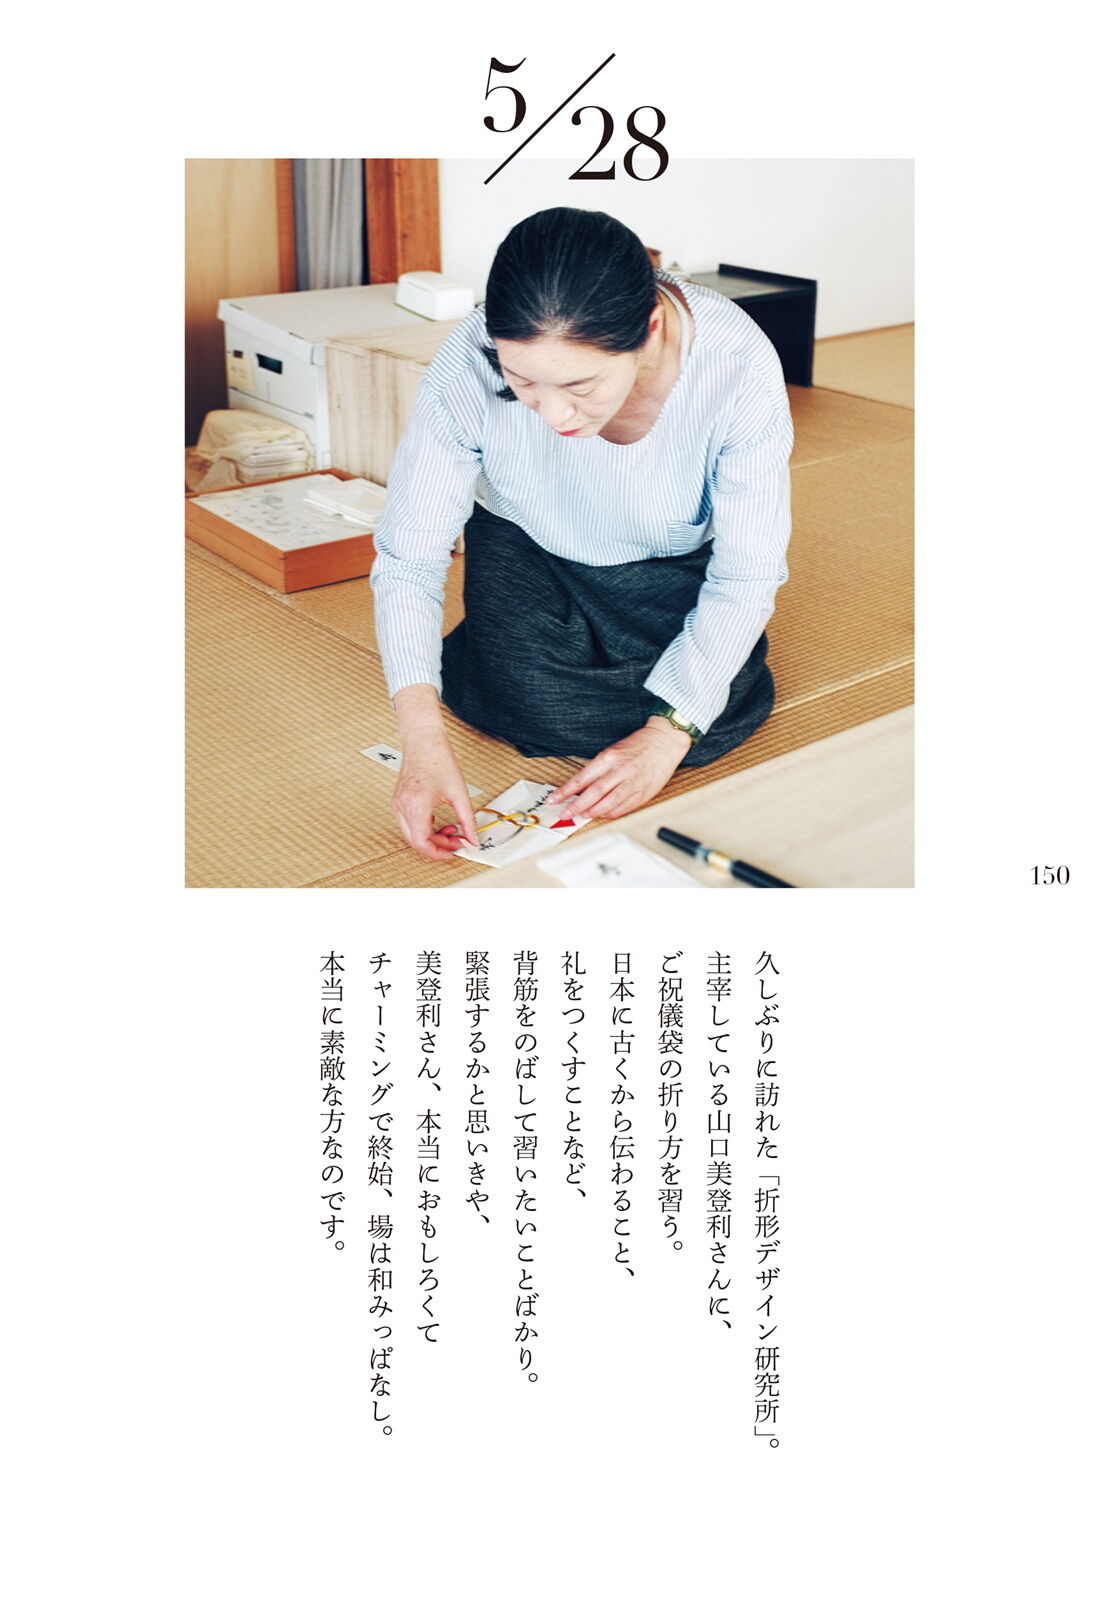 5/28
150
久しぶりに訪れた「折形デザイン研究所」。
主宰している山口美登利さんに、
ご祝儀袋の折り方を習う。
日本に古くから伝わること、
礼をつくすことなど、
背筋をのばして習いたいことばかり。
緊張するかと思いきや、
美登利さん、本当におもしろくて
チャーミングで終始、場は和みっぱなし。
本当に素敵な方なのです。